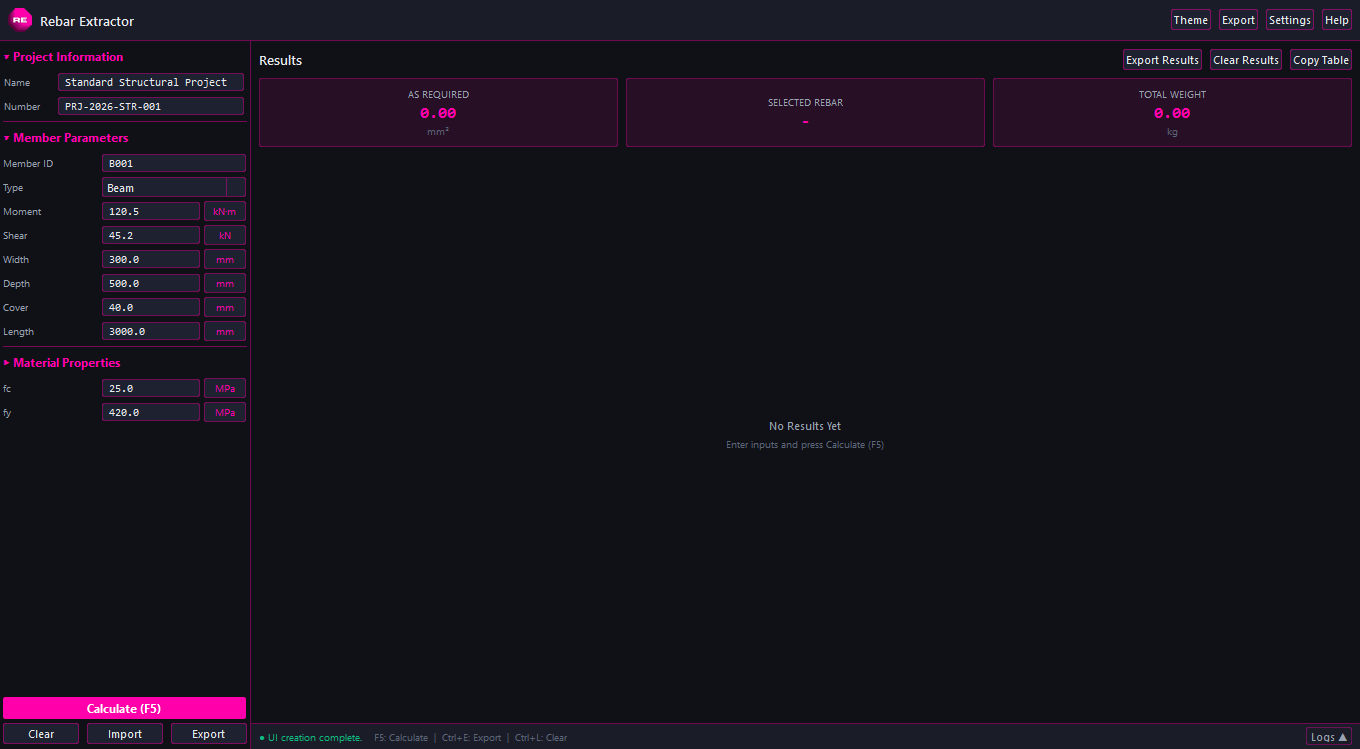 RE Rebar Extractor Theme Export Settings Help
▾ Project Information
Name Standard Structural Project
Number PRJ-2026-STR-001
▾ Member Parameters
Member ID B001
Type Beam
Moment 120.5 kN·m
Shear 45.2 kN
Width 300.0 mm
Depth 500.0 mm
Cover 40.0 mm
Length 3000.0 mm
▸ Material Properties
fc 25.0 MPa
fy 420.0 MPa
Calculate (F5)
Clear Import Export
Results Export Results Clear Results Copy Table
AS REQUIRED
0.00
mm²
SELECTED REBAR
-
TOTAL WEIGHT
0.00
kg
No Results Yet
Enter inputs and press Calculate (F5)
● UI creation complete. F5: Calculate | Ctrl+E: Export | Ctrl+L: Clear Logs ▲